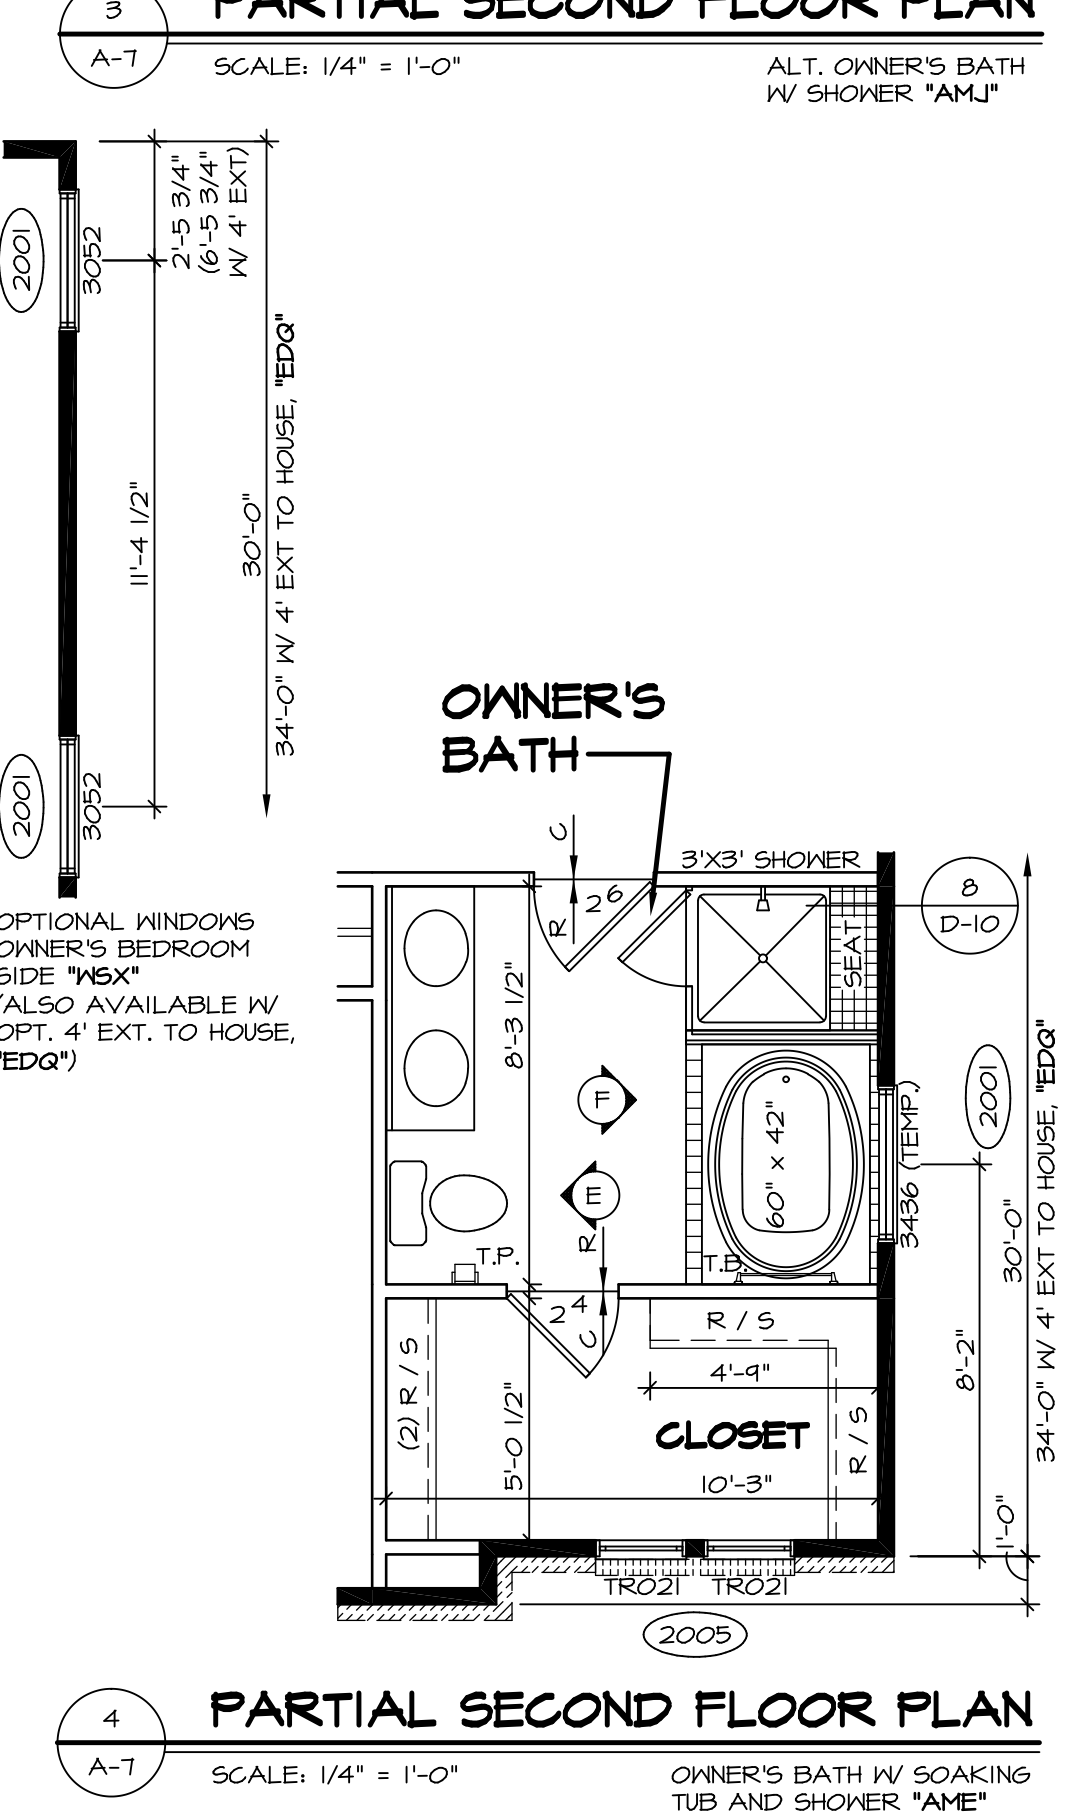 3
PARTIAL SECOND FLOOR PLAN
A-7
SCALE: 1/4" = 1'-0"
ALT. OWNER'S BATH
W/ SHOWER "AMJ"
2'-5 3/4"
(6'-5 3/4"
W/ 4' EXT)
2001
3052
11'-4 1/2"
30'-0"
34'-0" W/ 4' EXT TO HOUSE, "EDQ"
2001
3052
OPTIONAL WINDOWS
OWNER'S BEDROOM
SIDE "WSX"
(ALSO AVAILABLE W/
OPT. 4' EXT. TO HOUSE,
"EDQ")
OWNER'S
BATH
C
R
2 6
3'X3' SHOWER
SEAT
8
D-10
8'-3 1/2"
F
E
60" x 42"
3436 (TEMP.)
2001
30'-0"
34'-0" W/ 4' EXT TO HOUSE, "EDQ"
T.P.
R
T.B.
2 4
C
R / S
(2) R / S
4'-9"
8'-2"
CLOSET
R / S
5'-0 1/2"
10'-3"
1'-0"
TR021
TR021
2005
4
PARTIAL SECOND FLOOR PLAN
A-7
SCALE: 1/4" = 1'-0"
OWNER'S BATH W/ SOAKING
TUB AND SHOWER "AME"